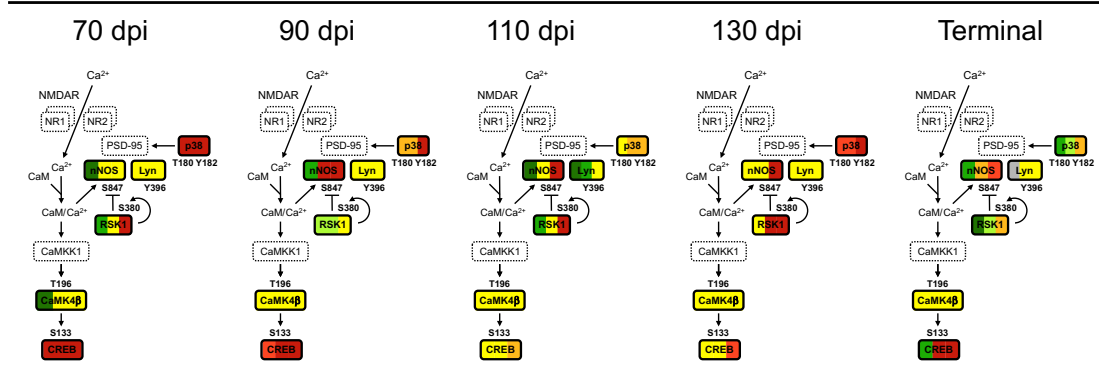 70 dpi
Ca²⁺
NMDAR
NR1
NR2
PSD-95
p38
T180 Y182
Ca²⁺
nNOS
Lyn
CaM
S847
Y396
S380
CaM/Ca²⁺
RSK1
CaMKK1
T196
CaMK4β
S133
CREB
90 dpi
Ca²⁺
NMDAR
NR1
NR2
PSD-95
p38
T180 Y182
Ca²⁺
nNOS
Lyn
CaM
S847
Y396
S380
CaM/Ca²⁺
RSK1
CaMKK1
T196
CaMK4β
S133
CREB
110 dpi
Ca²⁺
NMDAR
NR1
NR2
PSD-95
p38
T180 Y182
Ca²⁺
nNOS
Lyn
CaM
S847
Y396
S380
CaM/Ca²⁺
RSK1
CaMKK1
T196
CaMK4β
S133
CREB
130 dpi
Ca²⁺
NMDAR
NR1
NR2
PSD-95
p38
T180 Y182
Ca²⁺
nNOS
Lyn
CaM
S847
Y396
S380
CaM/Ca²⁺
RSK1
CaMKK1
T196
CaMK4β
S133
CREB
Terminal
Ca²⁺
NMDAR
NR1
NR2
PSD-95
p38
T180 Y182
Ca²⁺
nNOS
Lyn
CaM
S847
Y396
S380
CaM/Ca²⁺
RSK1
CaMKK1
T196
CaMK4β
S133
CREB